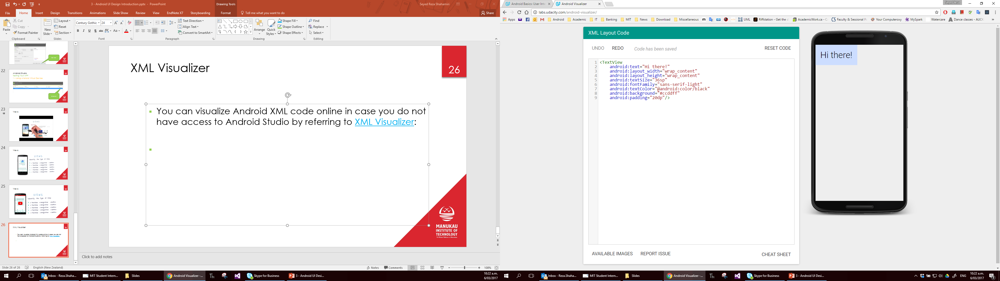 3 - Android UI Design Introduction.pptx - PowerPoint
Drawing Tools
Seyed Reza Shahamiri
File Home Insert Design Transitions Animations Slide Show Review View EndNote X7 Storyboarding Format Tell me what you want to do Share
Paste
Cut
Copy
Format Painter
Clipboard
New Slide
Layout
Reset
Section
Slides
Century Gothic 24
Font
Text Direction
Align Text
Convert to SmartArt
Paragraph
Arrange
Quick Styles
Shape Fill
Shape Outline
Shape Effects
Drawing
Find
Replace
Select
Editing
22
Android Studio
23
Views
24
Views
VIEWS
25
Views
VIEWS
26
XML Visualizer
XML Visualizer
26
You can visualize Android XML code online in case you do not
have access to Android Studio by referring to XML Visualizer:
MANUKAU
INSTITUTE OF
TECHNOLOGY
Te Whare Takiura o Manukau
Click to add notes
Slide 26 of 26 English (New Zealand) Notes Comments 108%
Inbox - Reza.Shaha... MIT Student Intern... Slides Android Visualizer -... Skype for Business 3 - Android UI Desi...
10:22 a.m.
6/03/2017
Android Basics: User Inte
Android Visualizer
Seyed Reza
labs.udacity.com/android-visualizer/
Apps Android Academic IT Banking MIT News Download Miscellaneous UML Riffstation - Get the c AcademicWork.ca - C Faculty & Sessional Po Your Computeroxy MySpark Watercare Dance classes - AUCK
XML Layout Code
UNDO REDO Code has been saved RESET CODE
1 <TextView
2 android:text="Hi there!"
3 android:layout_width="wrap_content"
4 android:layout_height="wrap_content"
5 android:textSize="36sp"
6 android:fontFamily="sans-serif-light"
7 android:textColor="@android:color/black"
8 android:background="#ccddff"
9 android:padding="20dp"/>
AVAILABLE IMAGES REPORT ISSUE CHEAT SHEET
Hi there!
Inbox - Reza.Shaha... MIT Student Intern... Slides Android Visualizer -... Skype for Business 3 - Android UI Desi...
ENG
10:22 a.m.
6/03/2017